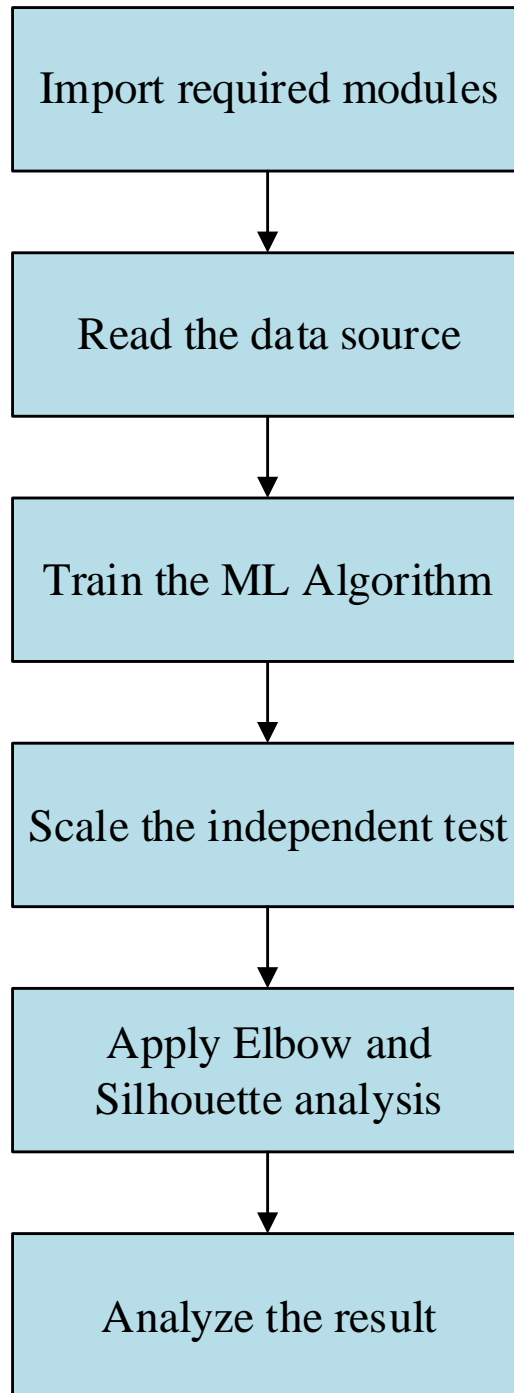 Import required modules
Read the data source
Train the ML Algorithm
Scale the independent test
Apply Elbow and
Silhouette analysis
Analyze the result